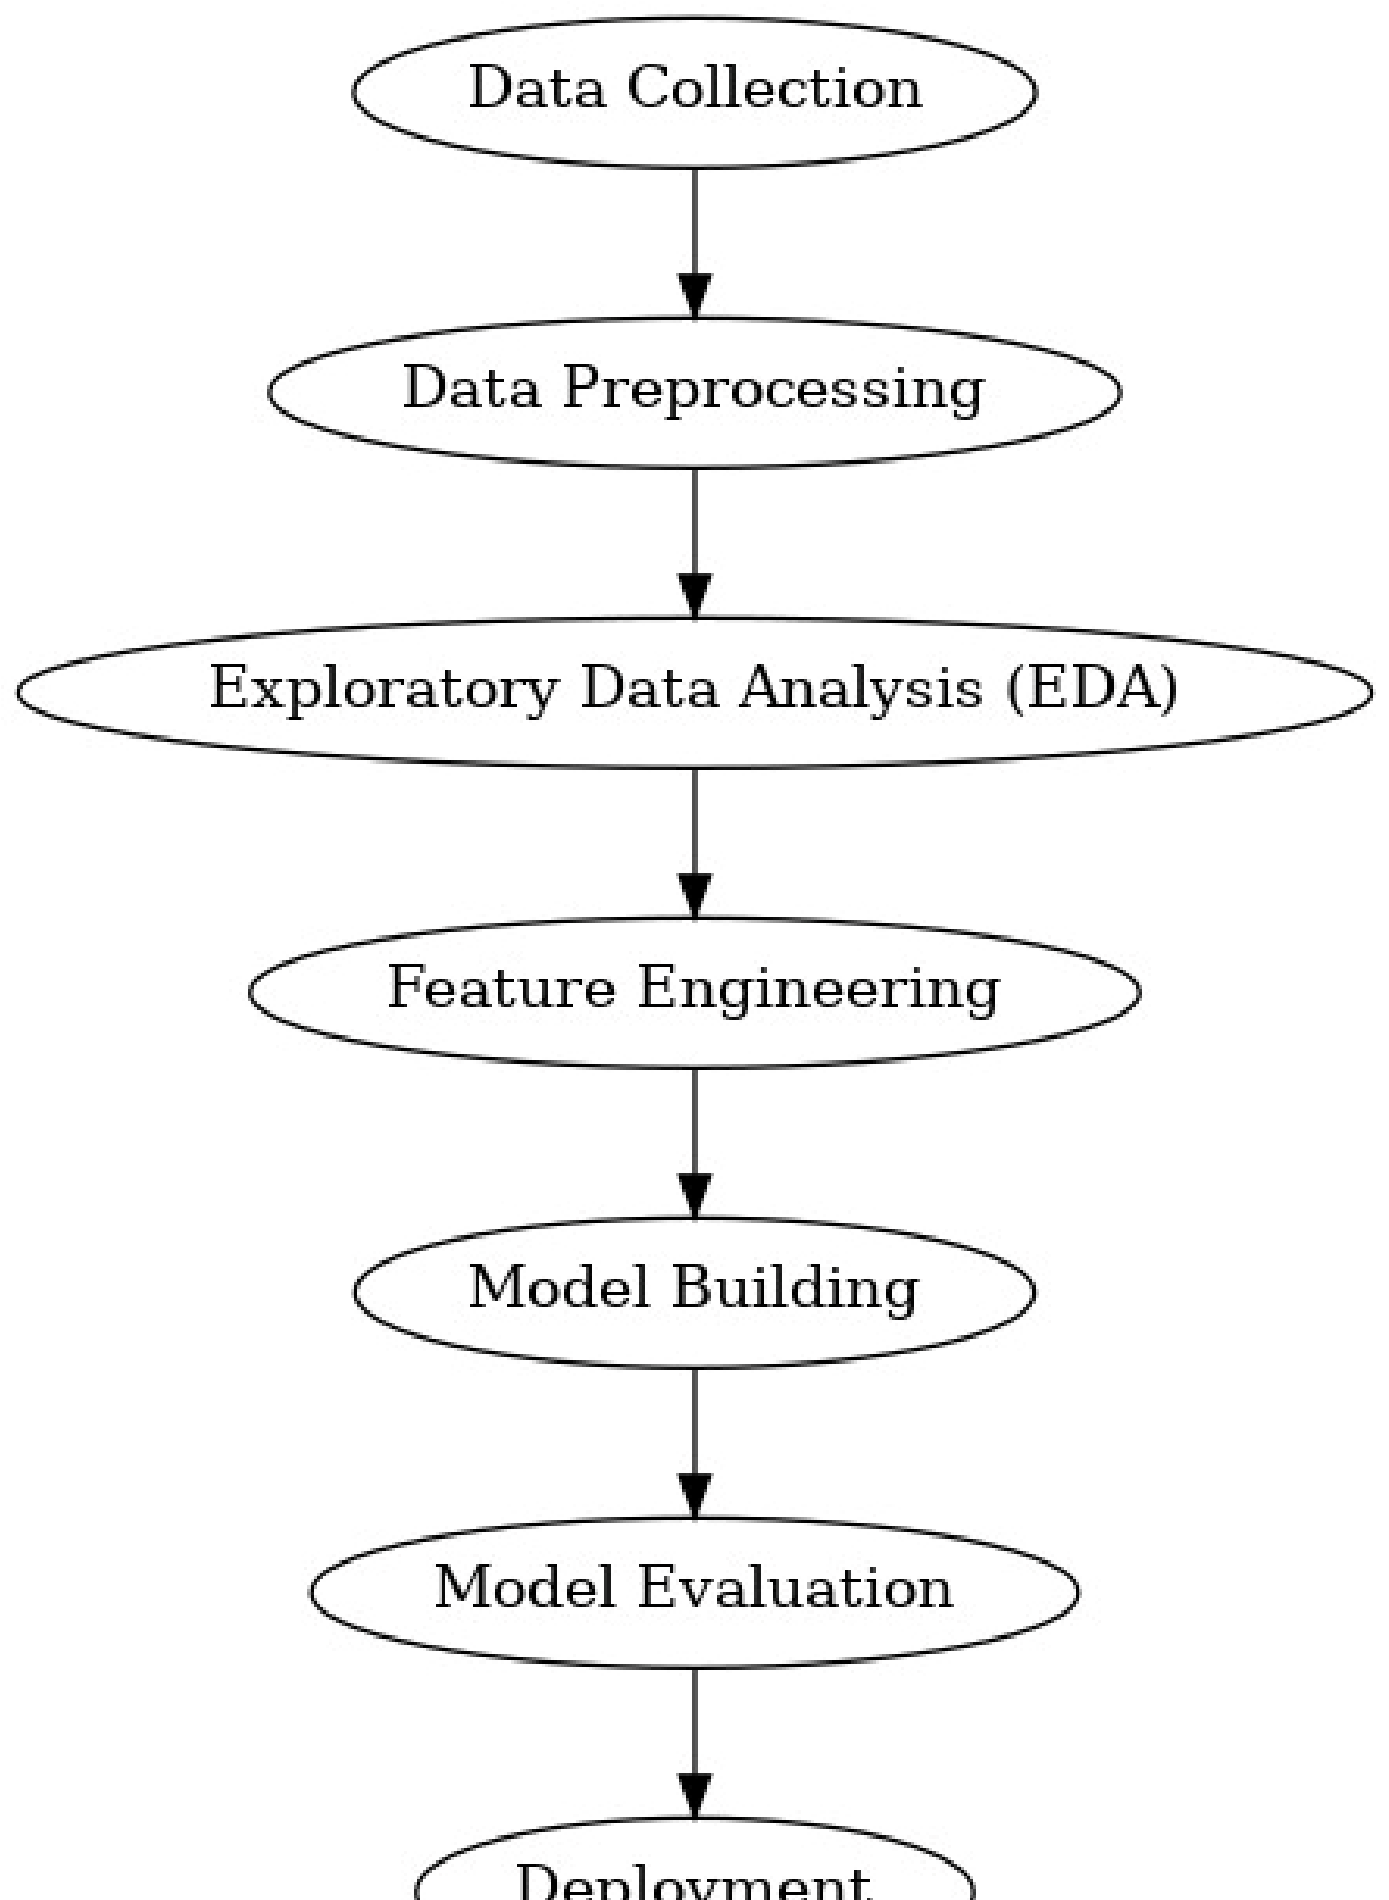 Data Collection
Data Preprocessing
Exploratory Data Analysis (EDA)
Feature Engineering
Model Building
Model Evaluation
Deployment